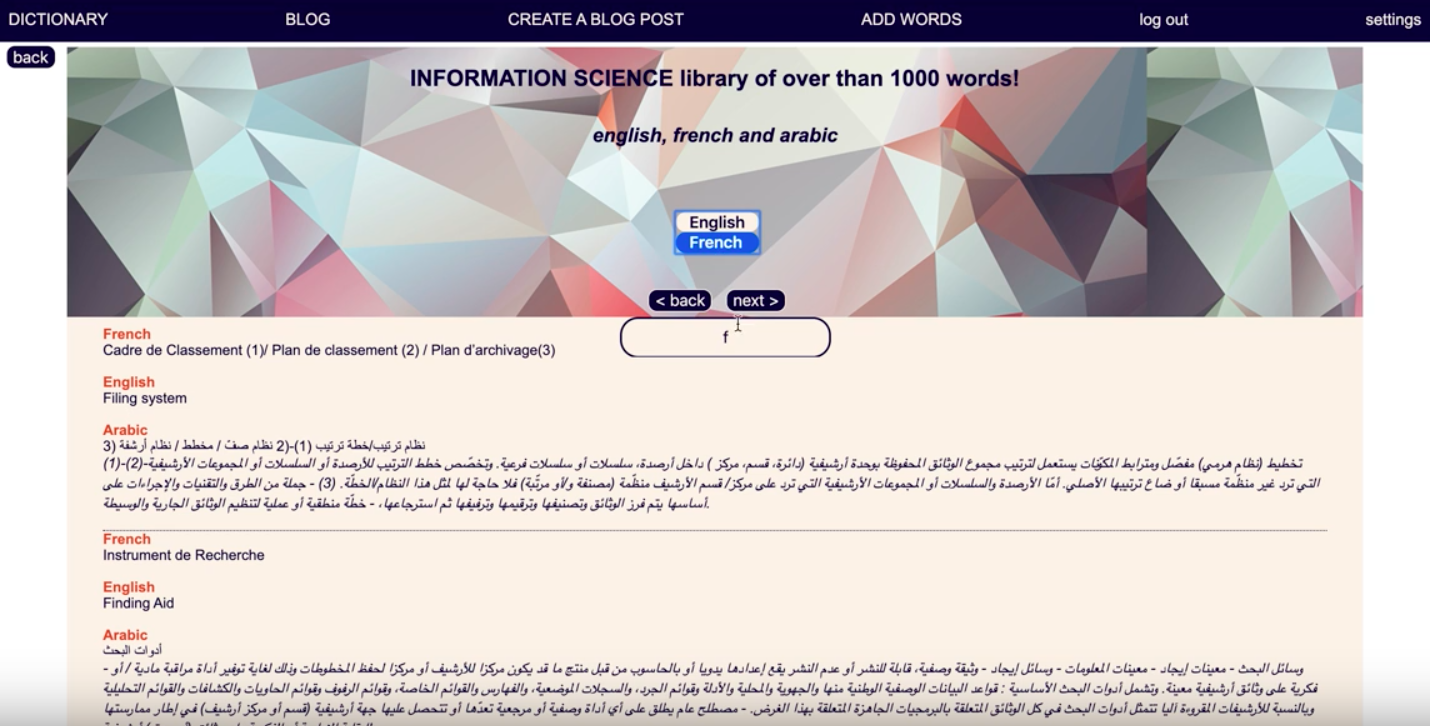 DICTIONARY BLOG CREATE A BLOG POST ADD WORDS log out settings
back
INFORMATION SCIENCE library of over than 1000 words!
english, french and arabic
English
French
< back next >
f
French
Cadre de Classement (1)/ Plan de classement (2) / Plan d'archivage(3)
English
Filing system
Arabic
نظام ترتيب/خطة ترتيب (1)-(2 نظام صفّ / مخطط / نظام أرشفة (3
تخطيط (نظام هرمي) مفصّل ومترابط المكوّنات يستعمل لترتيب مجموع الوثائق المحفوظة بوحدة أرشيفية (دائرة، قسم، مركز ) داخل أرصدة، سلسلات أو سلسلات فرعية. وتخصّص خطط الترتيب للأرصدة أو السلسلات أو المجموعات الأرشيفية-(2)-(1)
التي ترد غير منظّمة مسبقا أو ضاع ترتيبها الأصلي. أمّا الأرصدة والسلسلات أو المجموعات الأرشيفية التي ترد على مركز/ قسم الأرشيف منظّمة (مصنفة و/أو مرتّبة) فلا حاجة لها لمثل هذا النظام/الخطّة. (3) - جملة من الطرق والتقنيات والإجراءات على
أساسها يتم فرز الوثائق وتصنيفها وترقيمها وترفيفها ثم استرجاعها، - خطة منطقية أو عملية لتنظيم الوثائق الجارية والوسيطة.
French
Instrument de Recherche
English
Finding Aid
Arabic
أدوات البحث
وسائل البحث - معينات إيجاد - معينات المعلومات - وسائل إيجاد - وثيقة وصفية، قابلة للنشر أو عدم النشر يقع إعدادها يدويا أو بالحاسوب من قبل منتج ما قد يكون مركزا للأرشيف أو مركزا لحفظ المخطوطات وذلك لغاية توفير أداة مراقبة مادية / أو -
فكرية على وثائق أرشيفية معينة. وتشمل أدوات البحث الأساسية : قواعد البيانات الوصفية الوطنية منها والجهوية والمحلية والأدلة وقوائم الجرد، والسجلات الموضعية، والفهارس والقوائم الخاصة، وقوائم الرفوف وقوائم الحاويات والكشافات والقوائم التحليلية
وبالنسبة للأرشيفات المقروءة آليا تتمثل أدوات البحث في كل الوثائق المتعلقة بالبرمجيات الجاهزة المتعلقة بهذا الغرض. - مصطلح عام يطلق على أي أداة وصفية أو مرجعية تعدّها أو تتحصل عليها جهة أرشيفية (قسم أو مركز أرشيف) في إطار ممارستها